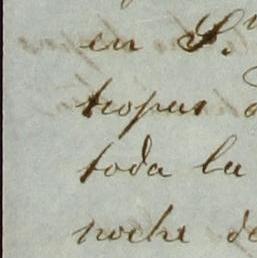 en S.
tropas
toda la
noche de